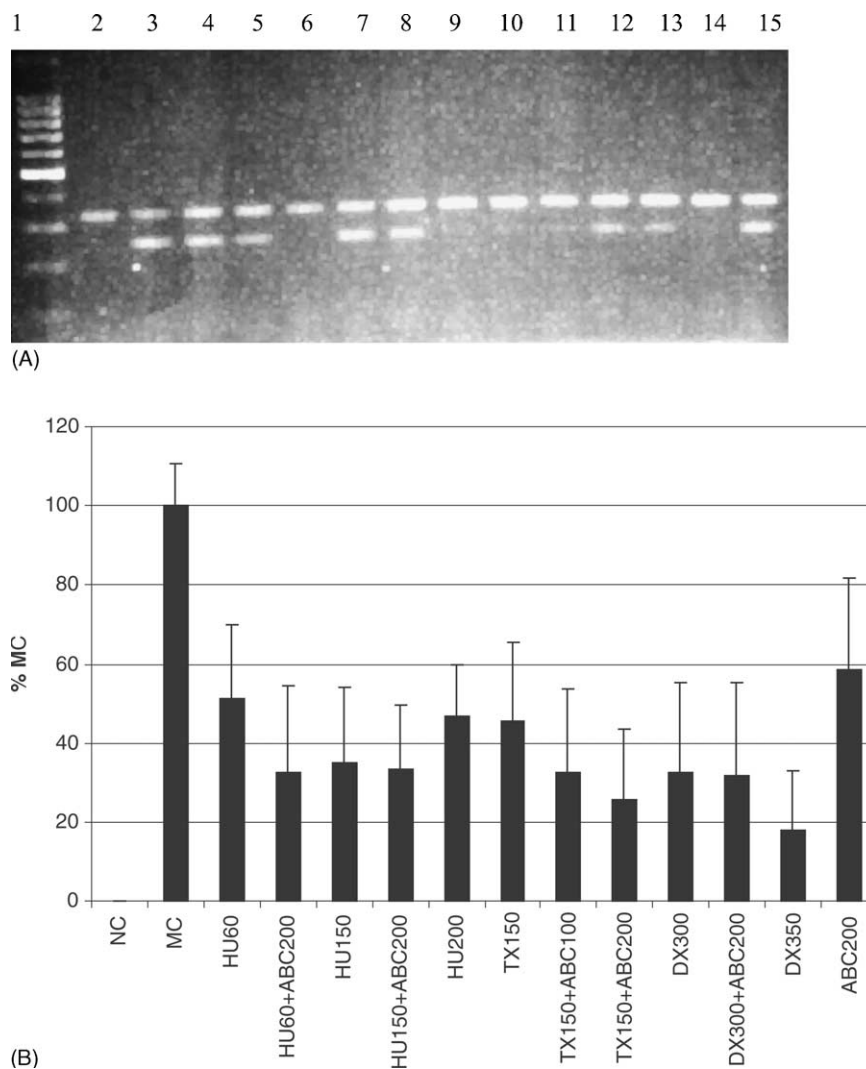 1 2 3 4 5 6 7 8 9 10 11 12 13 14 15
(A)
120
100
80
60
40
20
0
% MC
NC
MC
HU60
HU60+ABC200
HU150
HU150+ABC200
HU200
TX150
TX150+ABC100
TX150+ABC200
DX300
DX300+ABC200
DX350
ABC200
(B)